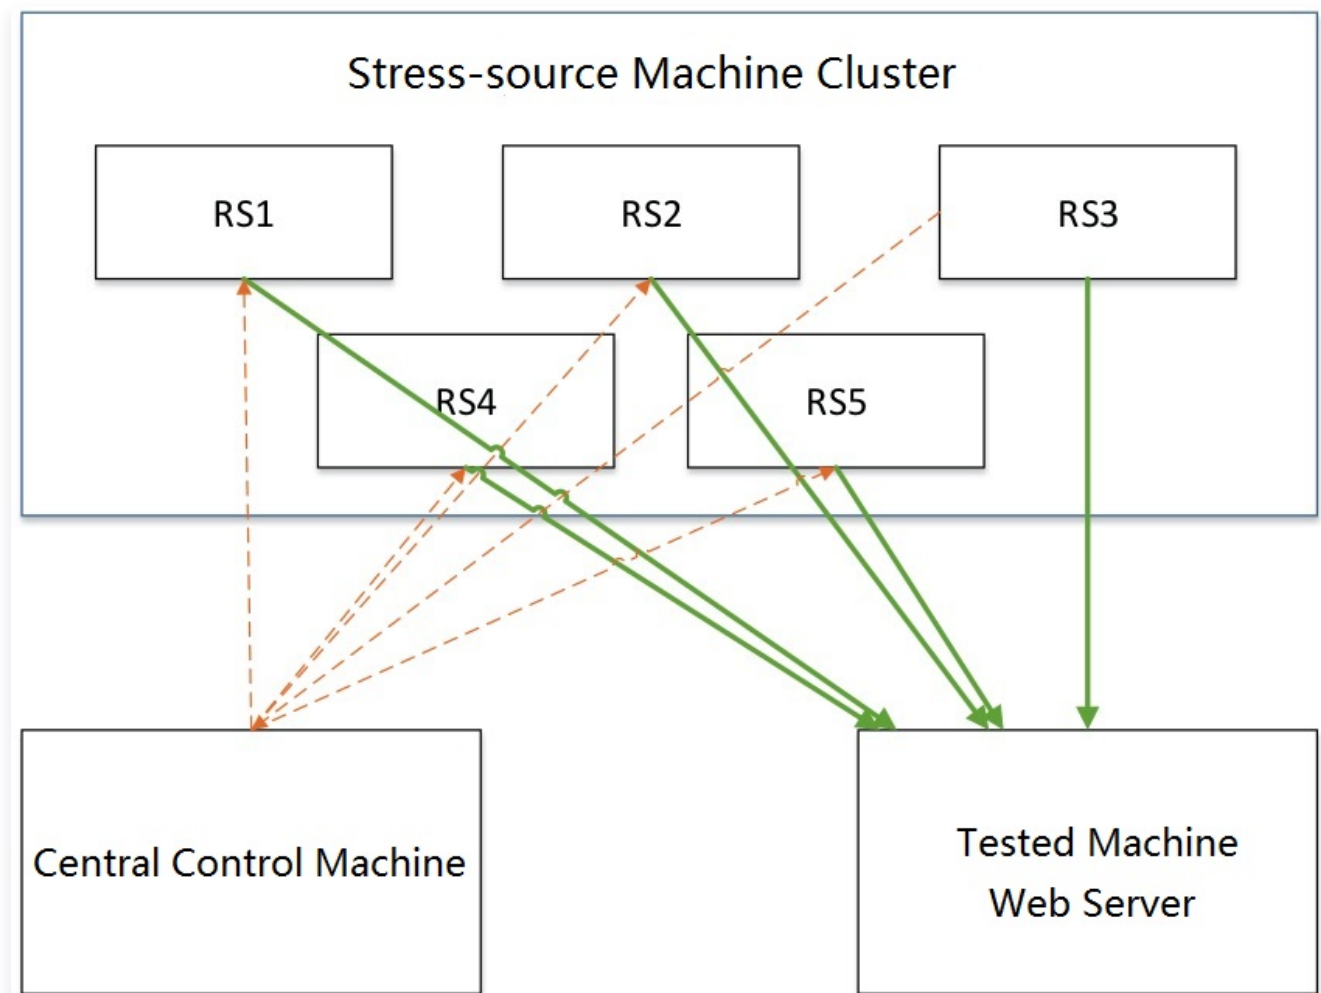 Stress-source Machine Cluster
RS1
RS2
RS3
RS4
RS5
Central Control Machine
Tested Machine
Web Server